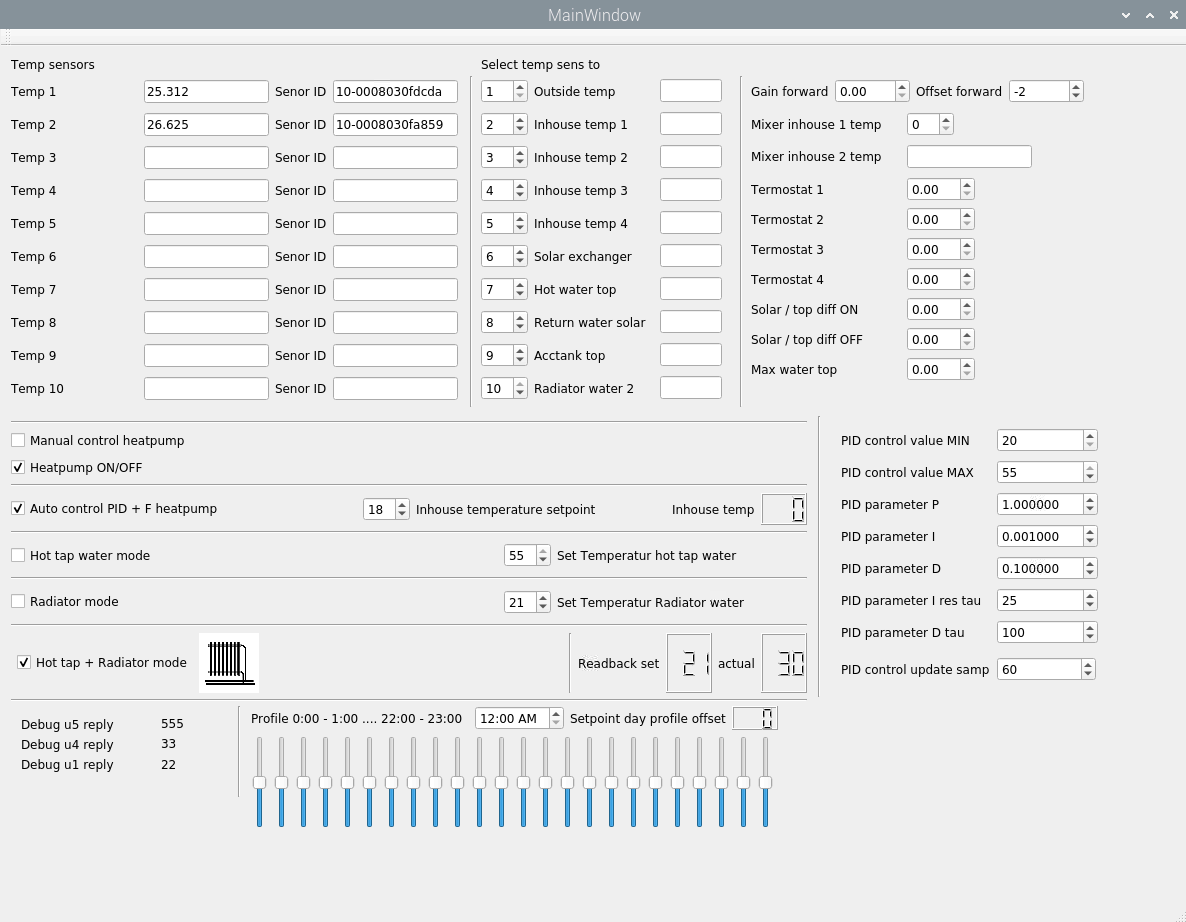 MainWindow
Temp sensors
Temp 1 25.312 Senor ID 10-0008030fdcda
Temp 2 26.625 Senor ID 10-0008030fa859
Temp 3 Senor ID
Temp 4 Senor ID
Temp 5 Senor ID
Temp 6 Senor ID
Temp 7 Senor ID
Temp 8 Senor ID
Temp 9 Senor ID
Temp 10 Senor ID
Select temp sens to
1 Outside temp
2 Inhouse temp 1
3 Inhouse temp 2
4 Inhouse temp 3
5 Inhouse temp 4
6 Solar exchanger
7 Hot water top
8 Return water solar
9 Acctank top
10 Radiator water 2
Gain forward 0.00 Offset forward -2
Mixer inhouse 1 temp 0
Mixer inhouse 2 temp
Termostat 1 0.00
Termostat 2 0.00
Termostat 3 0.00
Termostat 4 0.00
Solar / top diff ON 0.00
Solar / top diff OFF 0.00
Max water top 0.00
Manual control heatpump
Heatpump ON/OFF
Auto control PID + F heatpump 18 Inhouse temperature setpoint Inhouse temp 0
Hot tap water mode 55 Set Temperatur hot tap water
Radiator mode 21 Set Temperatur Radiator water
Hot tap + Radiator mode Readback set 21 actual 30
PID control value MIN 20
PID control value MAX 55
PID parameter P 1.000000
PID parameter I 0.001000
PID parameter D 0.100000
PID parameter I res tau 25
PID parameter D tau 100
PID control update samp 60
Debug u5 reply 555
Debug u4 reply 33
Debug u1 reply 22
Profile 0:00 - 1:00 .... 22:00 - 23:00 12:00 AM Setpoint day profile offset 0